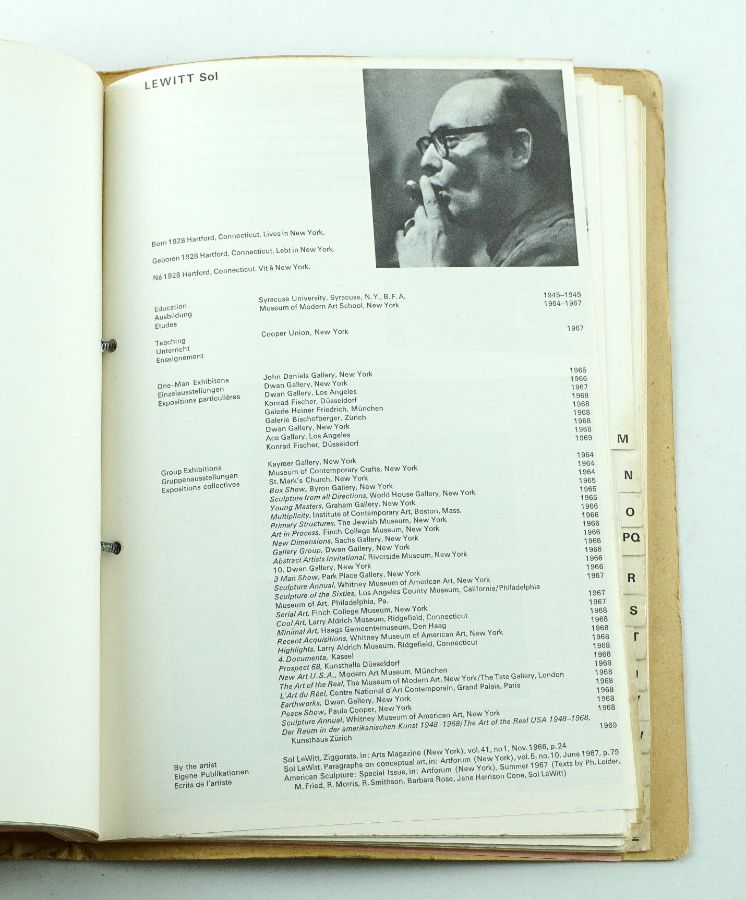 LEWITT Sol
Born 1928 Hartford, Connecticut. Lives in New York.
Geboren 1928 Hartford, Connecticut. Lebt in New York.
Né 1928 Hartford, Connecticut. Vit à New York.
Education Syracuse University, Syracuse, N.Y., B.F.A. 1945–1949
Ausbildung Museum of Modern Art School, New York 1964–1967
Etudes
Teaching Cooper Union, New York 1967
Unterricht
Enseignement
One-Man Exhibitons John Daniels Gallery, New York 1965
Einzelausstellungen Dwan Gallery, New York 1966
Expositions particulières Dwan Gallery, Los Angeles 1967
Konrad Fischer, Düsseldorf 1968
Galerie Heiner Friedrich, München 1968
Galerie Bischofberger, Zürich 1968
Dwan Gallery, New York 1968
Ace Gallery, Los Angeles 1968
Konrad Fischer, Düsseldorf 1969
Group Exhibitions Kaymer Gallery, New York 1964
Gruppenausstellungen Museum of Contemporary Crafts, New York 1964
Expositions collectives St. Mark's Church, New York 1964
Box Show, Byron Gallery, New York 1965
Sculpture from all Directions, World House Gallery, New York 1965
Young Masters, Graham Gallery, New York 1965
Multiplicity, Institute of Contemporary Art, Boston, Mass. 1966
Primary Structures, The Jewish Museum, New York 1966
Art in Process, Finch College Museum, New York 1966
New Dimensions, Sachs Gallery, New York 1966
Gallery Group, Dwan Gallery, New York 1966
Abstract Artists Invitational, Riverside Museum, New York 1966
10, Dwan Gallery, New York 1966
3 Man Show, Park Place Gallery, New York 1966
Sculpture Annual, Whitney Museum of American Art, New York 1967
Sculpture of the Sixties, Los Angeles County Museum, California/Philadelphia
Museum of Art, Philadelphia, Pa. 1967
Serial Art, Finch College Museum, New York 1967
Cool Art, Larry Aldrich Museum, Ridgefield, Connecticut 1968
Minimal Art, Haags Gemeentemuseum, Den Haag 1968
Recent Acquisitions, Whitney Museum of American Art, New York 1968
Highlights, Larry Aldrich Museum, Ridgefield, Connecticut 1968
4. Documenta, Kassel 1968
Prospect 68, Kunsthalle Düsseldorf 1968
New Art U.S.A., Modern Art Museum, München 1968
The Art of the Real, The Museum of Modern Art, New York/The Tate Gallery, London 1968
L'Art du Réel, Centre National d'Art Contemporain, Grand Palais, Paris 1968
Earthworks, Dwan Gallery, New York 1968
Peace Show, Paula Cooper, New York 1968
Sculpture Annual, Whitney Museum of American Art, New York 1968
Der Raum in der amerikanischen Kunst 1948–1968/The Art of the Real USA 1948–1968,
Kunsthaus Zürich 1969
By the artist Sol LeWitt, Ziggurats, in: Arts Magazine (New York), vol. 41, no 1, Nov. 1966, p. 24
Eigene Publikationen Sol LeWitt, Paragraphs on conceptual art, in: Artforum (New York), vol. 5, no. 10, June 1967, p. 79
Ecrits de l'artiste American Sculpture: Special Issue, in: Artforum (New York), Summer 1967 (Texts by Ph. Leider,
M. Fried, R. Morris, R. Smithson, Barbara Rose, Jane Harrison Cone, Sol LeWitt)
M
N
O
PQ
R
S
T